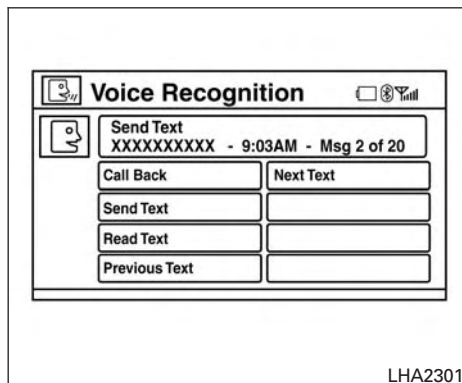 Voice Recognition
Send Text
XXXXXXXXXX - 9:03AM - Msg 2 of 20
Call Back
Next Text
Send Text
Read Text
Previous Text
LHA2301